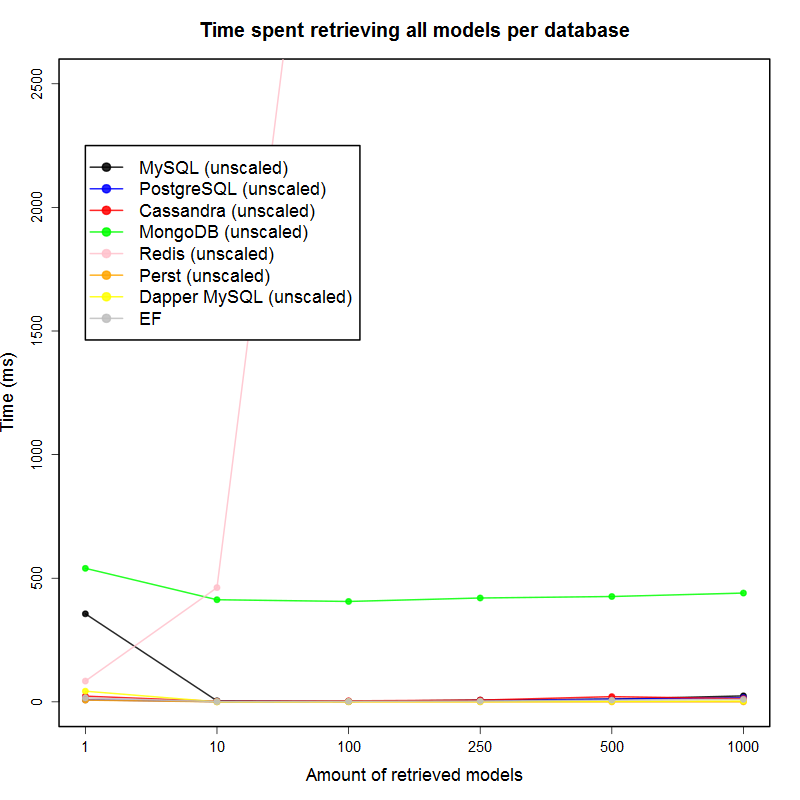 Time spent retrieving all models per database
2500
2000
1500
1000
500
0
Time (ms)
MySQL (unscaled)
PostgreSQL (unscaled)
Cassandra (unscaled)
MongoDB (unscaled)
Redis (unscaled)
Perst (unscaled)
Dapper MySQL (unscaled)
EF
1 10 100 250 500 1000
Amount of retrieved models